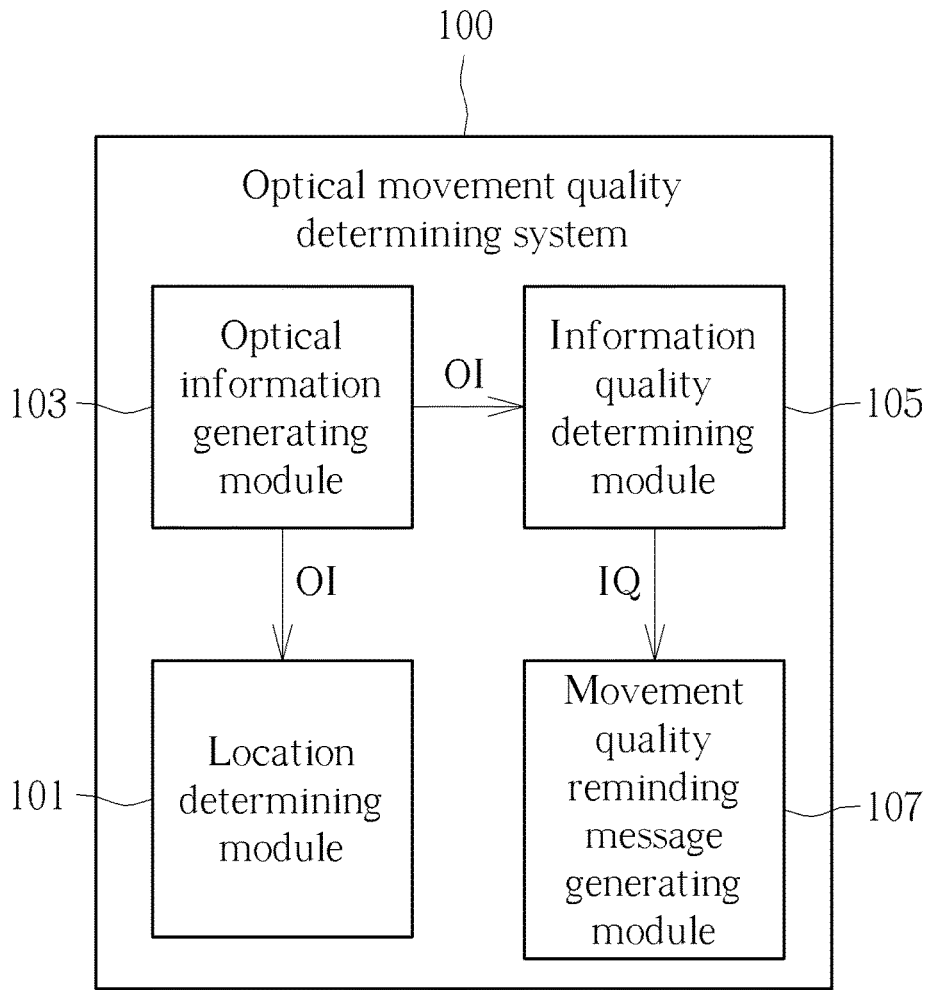 100
Optical movement quality
determining system
Optical
information
generating
module
103
OI
Information
quality
determining
module
105
OI
IQ
Location
determining
module
101
Movement
quality
reminding
message
generating
module
107